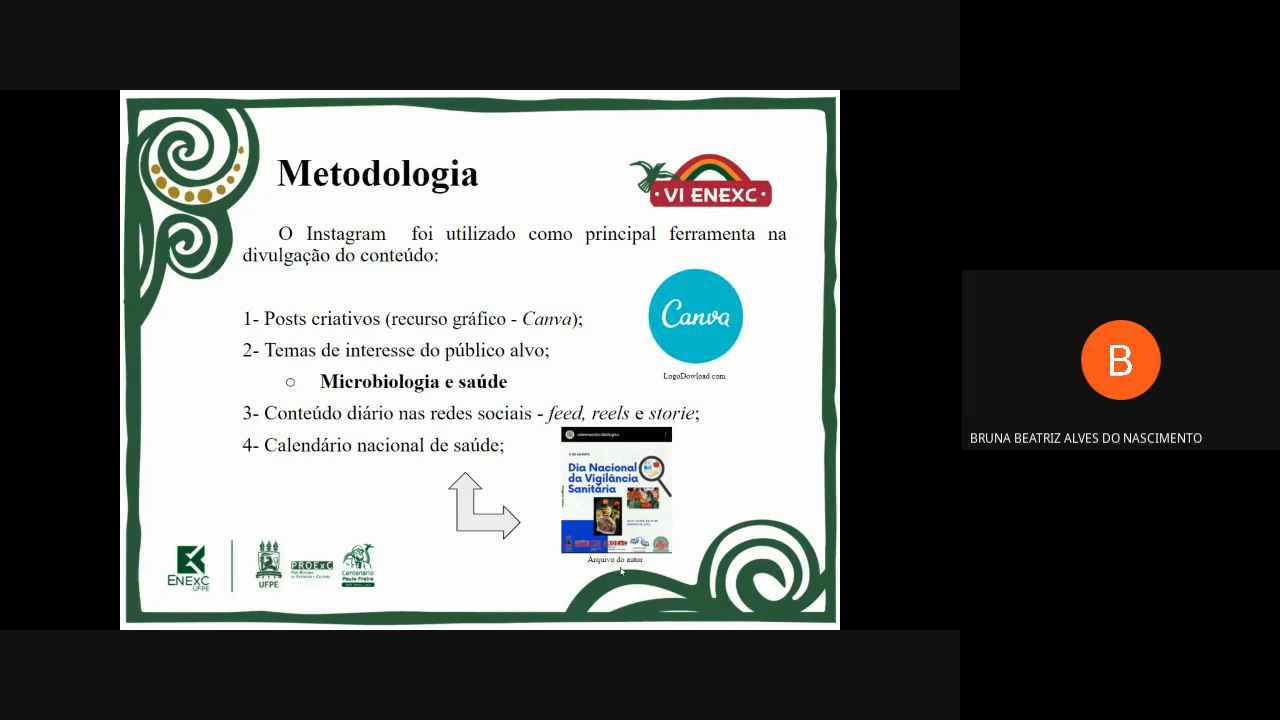 Metodologia
VI ENEXC
O Instagram foi utilizado como principal ferramenta na
divulgação do conteúdo:
Canva
LogoDowload.com
1- Posts criativos (recurso gráfico - Canva);
2- Temas de interesse do público alvo;
○ Microbiologia e saúde
3- Conteúdo diário nas redes sociais - feed, reels e storie;
4- Calendário nacional de saúde;
Dia Nacional
da Vigilância
Sanitária
Arquivo do autor
ENEXC
UFPE
UFPE
PROExC
Centenário
Paulo Freire
B
BRUNA BEATRIZ ALVES DO NASCIMENTO